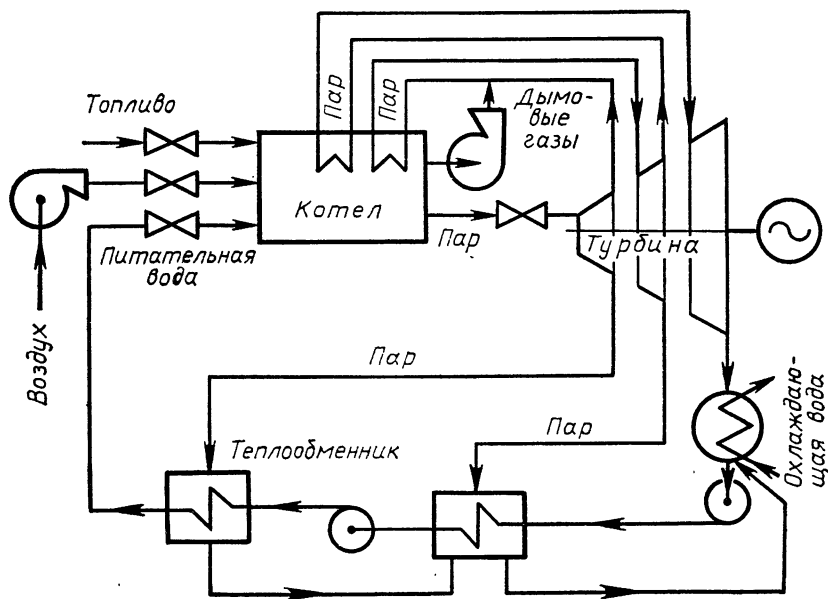 Топливо
Пар
Пар
Дымо-
вые
газы
Котел
Пар
Турбина
Питательная
вода
Воздух
Пар
Пар
Теплообменник
Охлаждаю-
щая вода